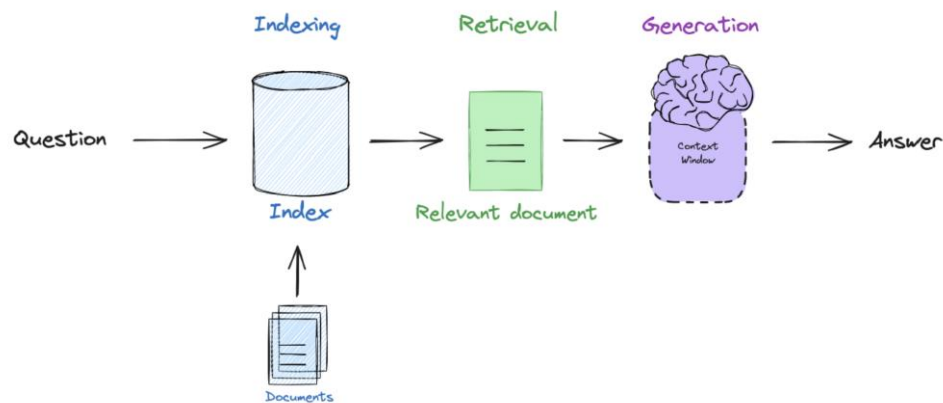 Indexing
Retrieval
Generation
Question
Context
Window
Answer
Index
Relevant document
Documents